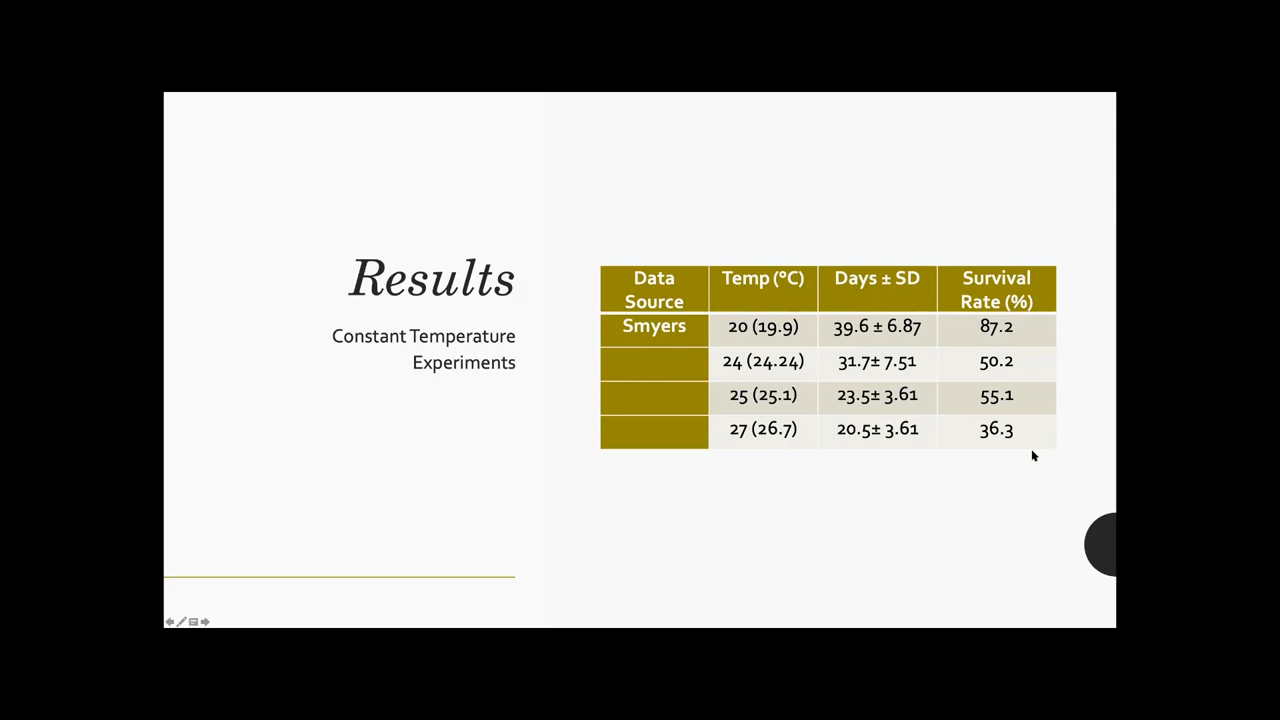 Results
Constant Temperature
Experiments
Data Source Temp (°C) Days ± SD Survival Rate (%)
Smyers 20 (19.9) 39.6 ± 6.87 87.2
24 (24.24) 31.7± 7.51 50.2
25 (25.1) 23.5± 3.61 55.1
27 (26.7) 20.5± 3.61 36.3